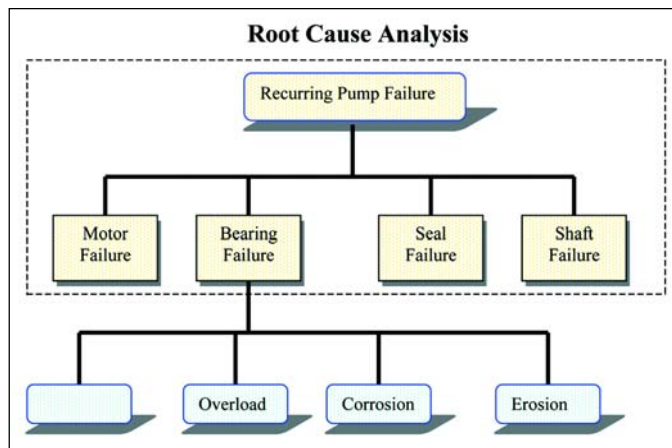 Root Cause Analysis
Recurring Pump Failure
Motor
Failure
Bearing
Failure
Seal
Failure
Shaft
Failure
Overload
Corrosion
Erosion